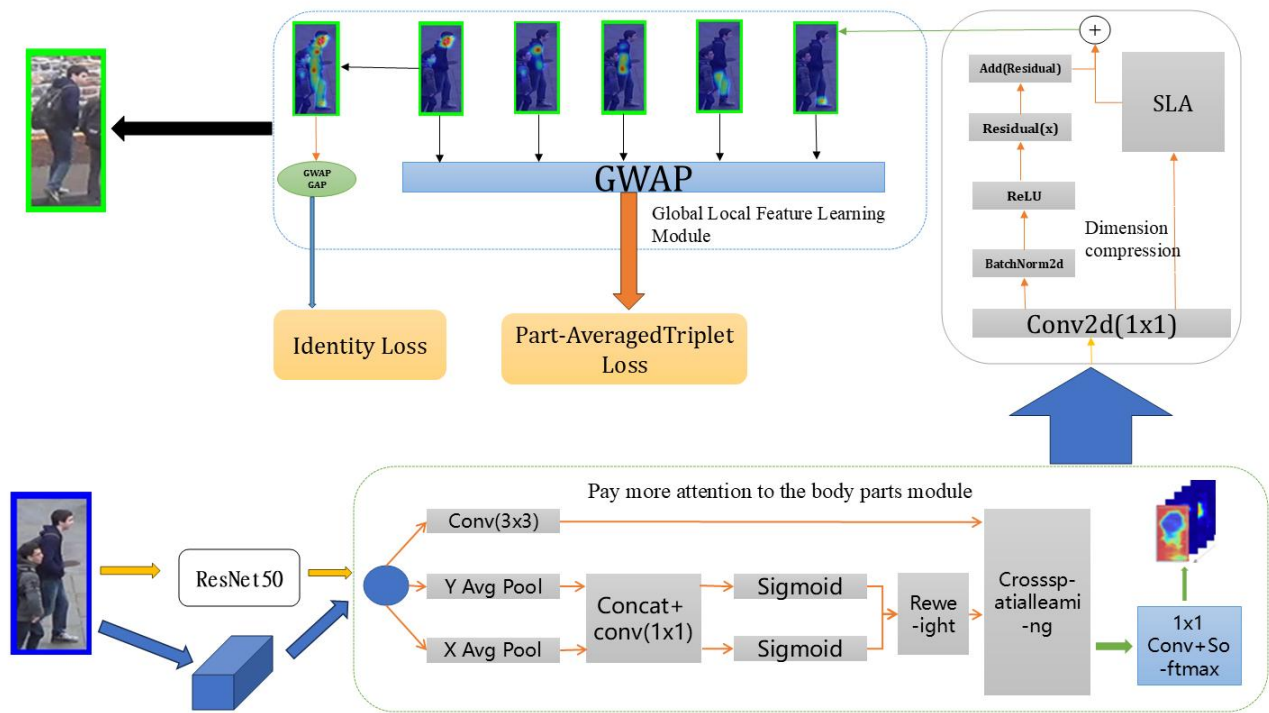 GWAP
GAP
GWAP
Global Local Feature Learning
Module
Identity Loss
Part-AveragedTriplet
Loss
+
Add(Residual)
SLA
Residual(x)
ReLU
Dimension
compression
BatchNorm2d
Conv2d(1x1)
Pay more attention to the body parts module
ResNet50
Conv(3x3)
Y Avg Pool
X Avg Pool
Concat+
conv(1x1)
Sigmoid
Sigmoid
Rewe
-ight
Crosssp-
atialleami
-ng
1x1
Conv+So
-ftmax